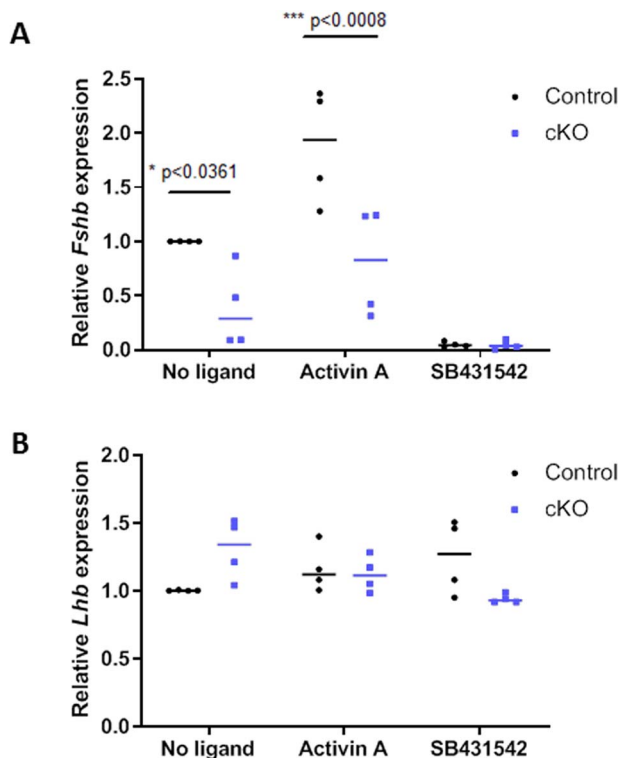 A
*** p<0.0008
Relative Fshb expression
2.5
2.0
1.5
1.0
0.5
0.0
* p<0.0361
Control
cKO
No ligand
Activin A
SB431542
B
Relative Lhb expression
2.0
1.5
1.0
0.5
0.0
Control
cKO
No ligand
Activin A
SB431542